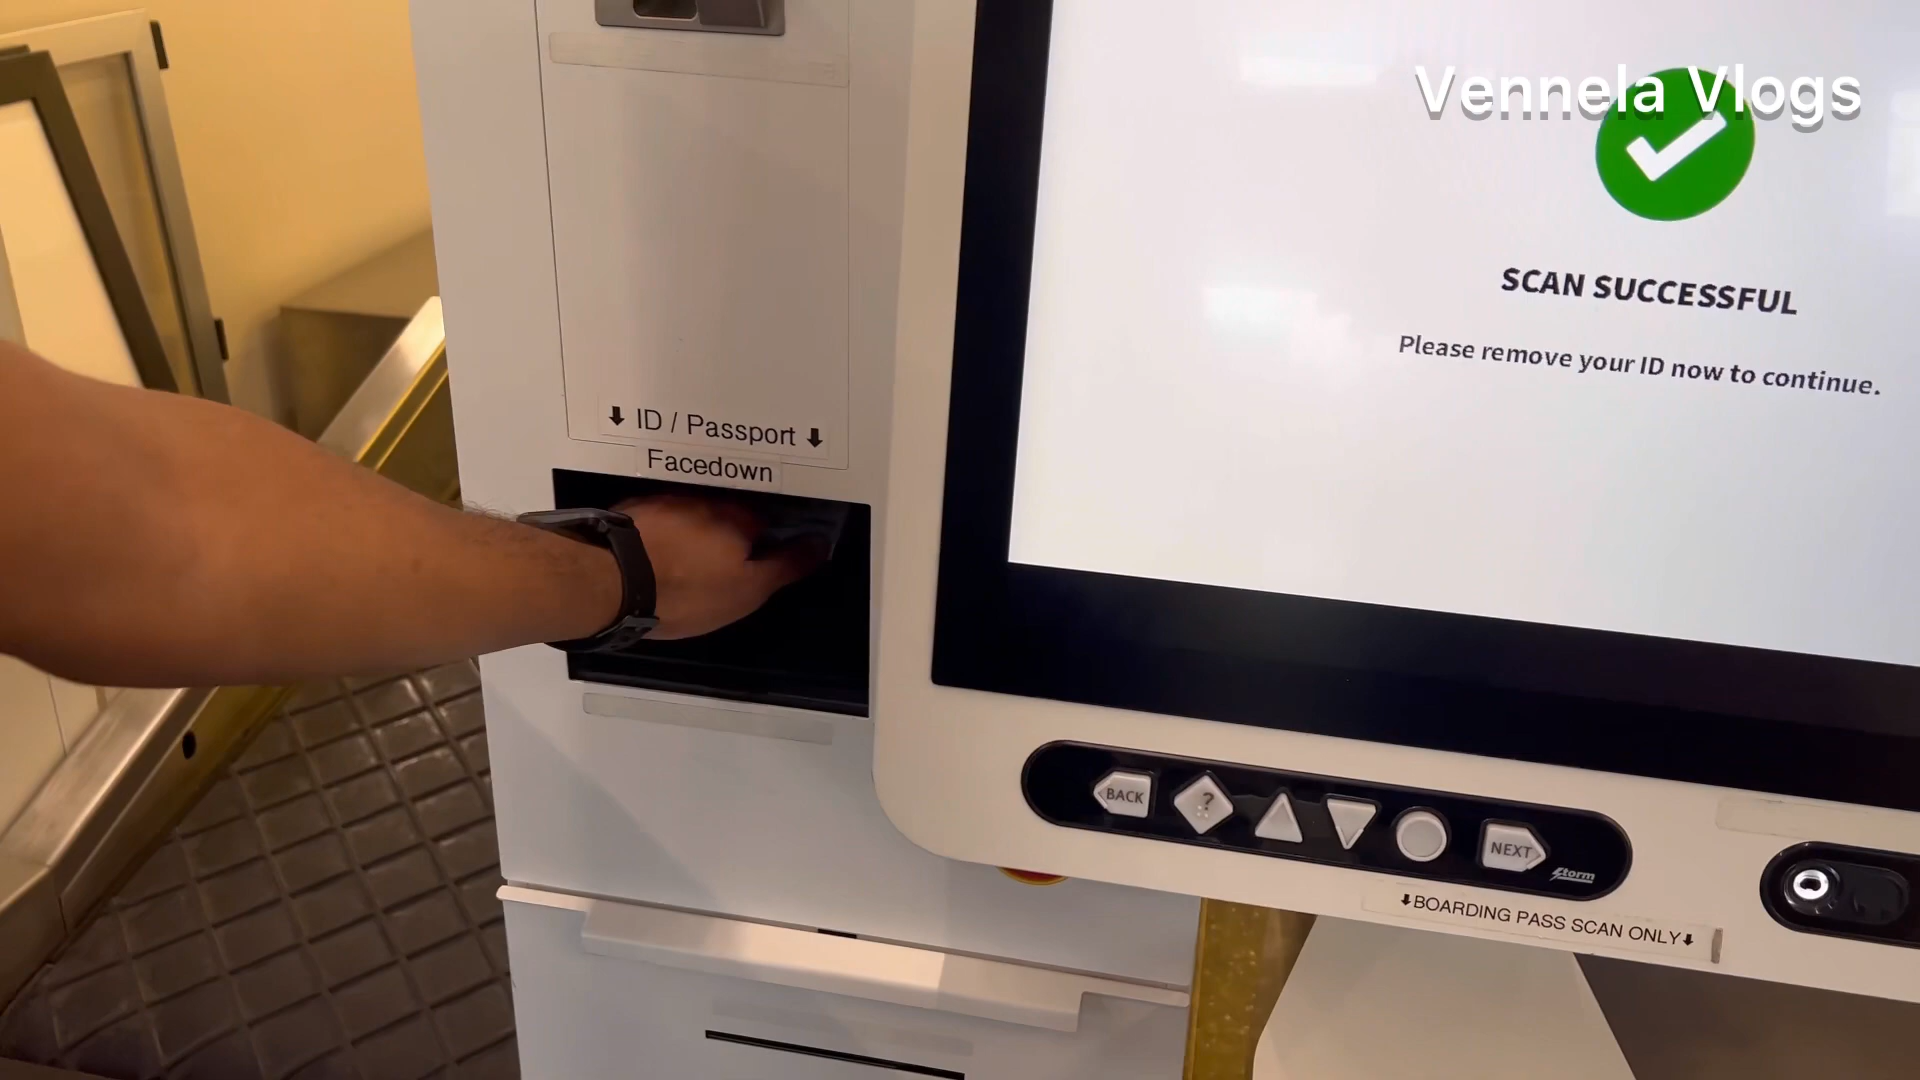 Vennela Vlogs
SCAN SUCCESSFUL
Please remove your ID now to continue.
⬇ ID / Passport ⬇
Facedown
BACK
?
NEXT
Storm
⬇BOARDING PASS SCAN ONLY⬇